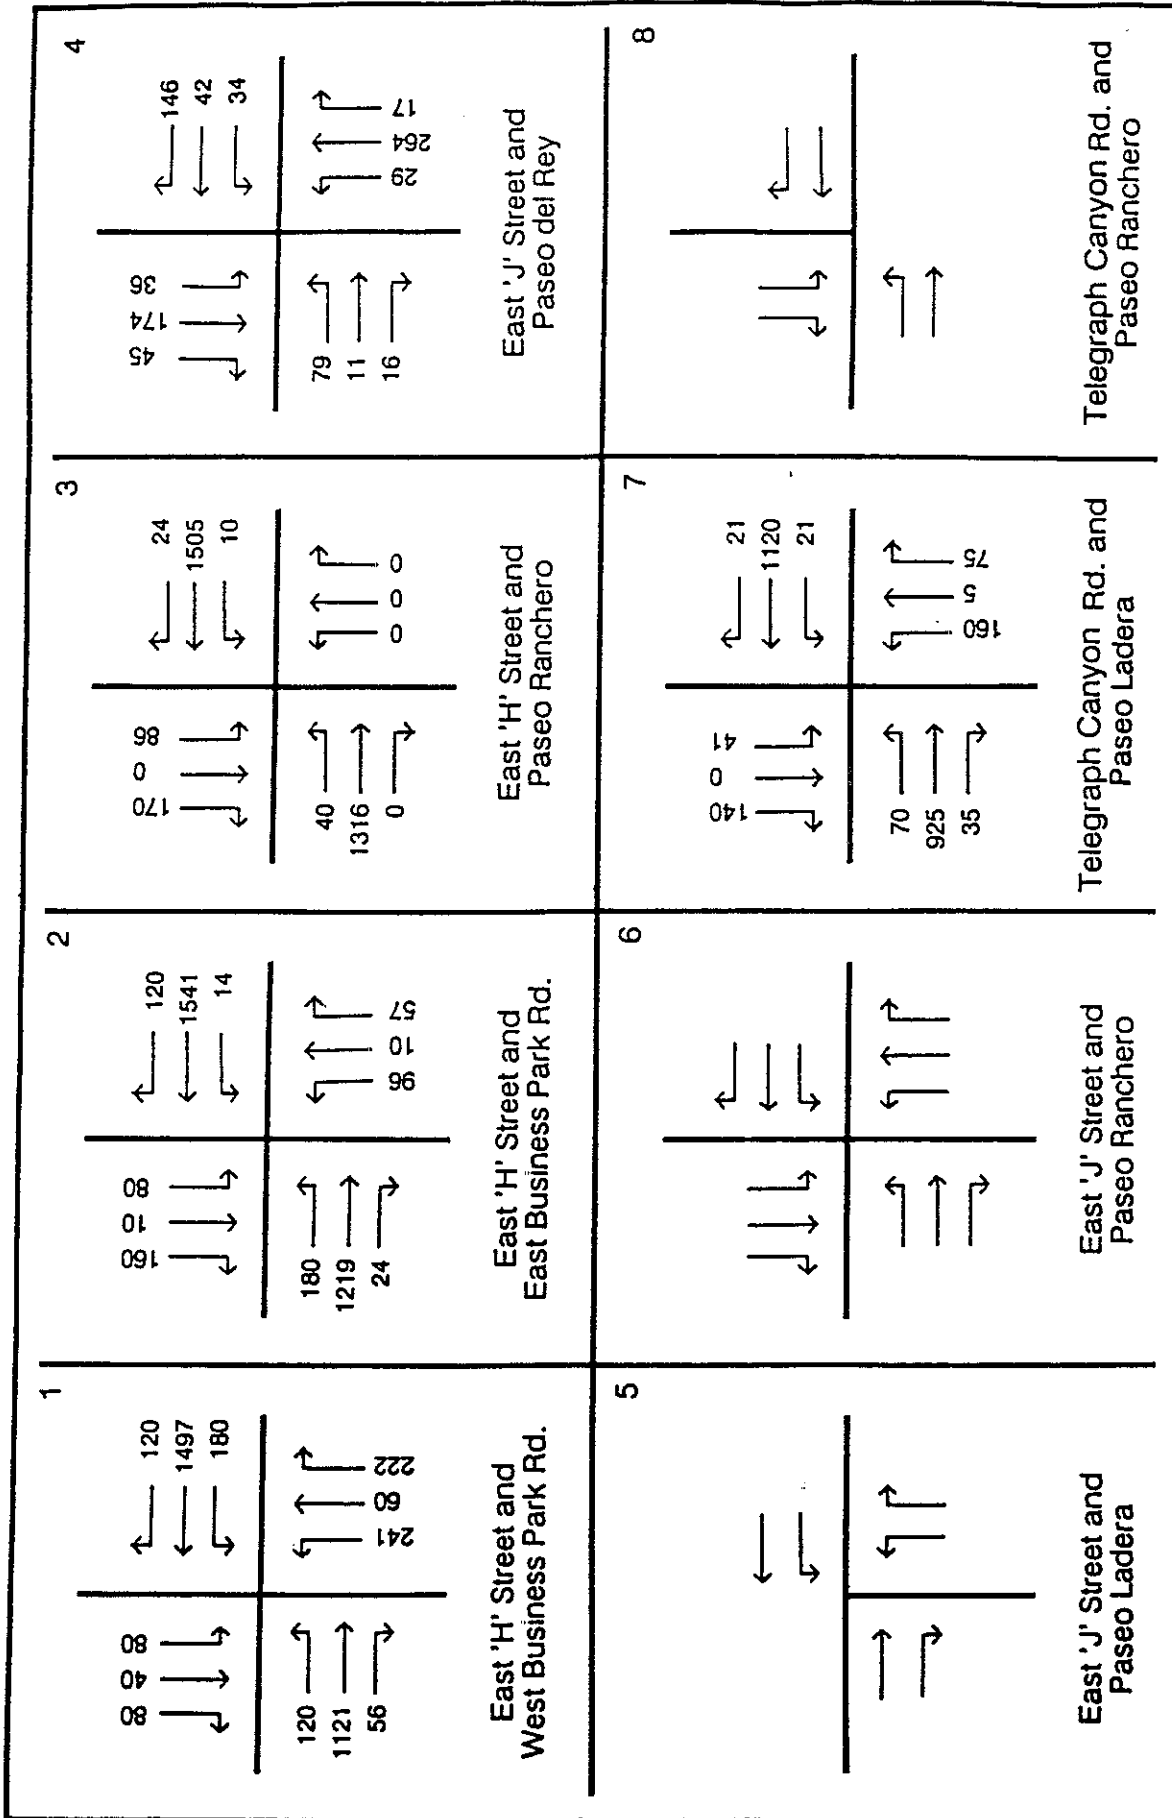 1
80 40 80
120
1497
180
120
1121
56
241 60 222
East 'H' Street and
West Business Park Rd.
2
160 10 80
120
1541
14
180
1219
24
96 10 57
East 'H' Street and
East Business Park Rd.
3
170 0 86
24
1505
10
40
1316
0
0 0 0
East 'H' Street and
Paseo Ranchero
4
45 174 36
146
42
34
79
11
16
29 264 17
East 'J' Street and
Paseo del Rey
5
East 'J' Street and
Paseo Ladera
6
East 'J' Street and
Paseo Ranchero
7
140 0 41
21
1120
21
70
925
35
160 5 75
Telegraph Canyon Rd. and
Paseo Ladera
8
Telegraph Canyon Rd. and
Paseo Ranchero